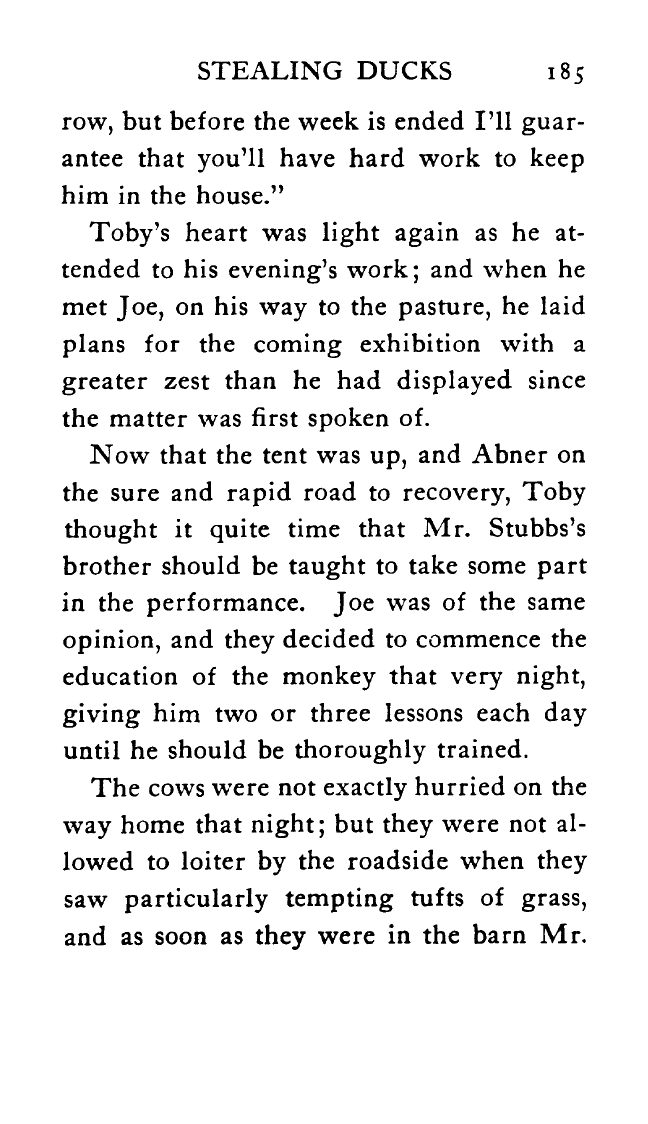 STEALING DUCKS 185
row, but before the week is ended I'll guar-
antee that you'll have hard work to keep
him in the house."
Toby's heart was light again as he at-
tended to his evening's work; and when he
met Joe, on his way to the pasture, he laid
plans for the coming exhibition with a
greater zest than he had displayed since
the matter was first spoken of.
Now that the tent was up, and Abner on
the sure and rapid road to recovery, Toby
thought it quite time that Mr. Stubbs's
brother should be taught to take some part
in the performance. Joe was of the same
opinion, and they decided to commence the
education of the monkey that very night,
giving him two or three lessons each day
until he should be thoroughly trained.
The cows were not exactly hurried on the
way home that night; but they were not al-
lowed to loiter by the roadside when they
saw particularly tempting tufts of grass,
and as soon as they were in the barn Mr.